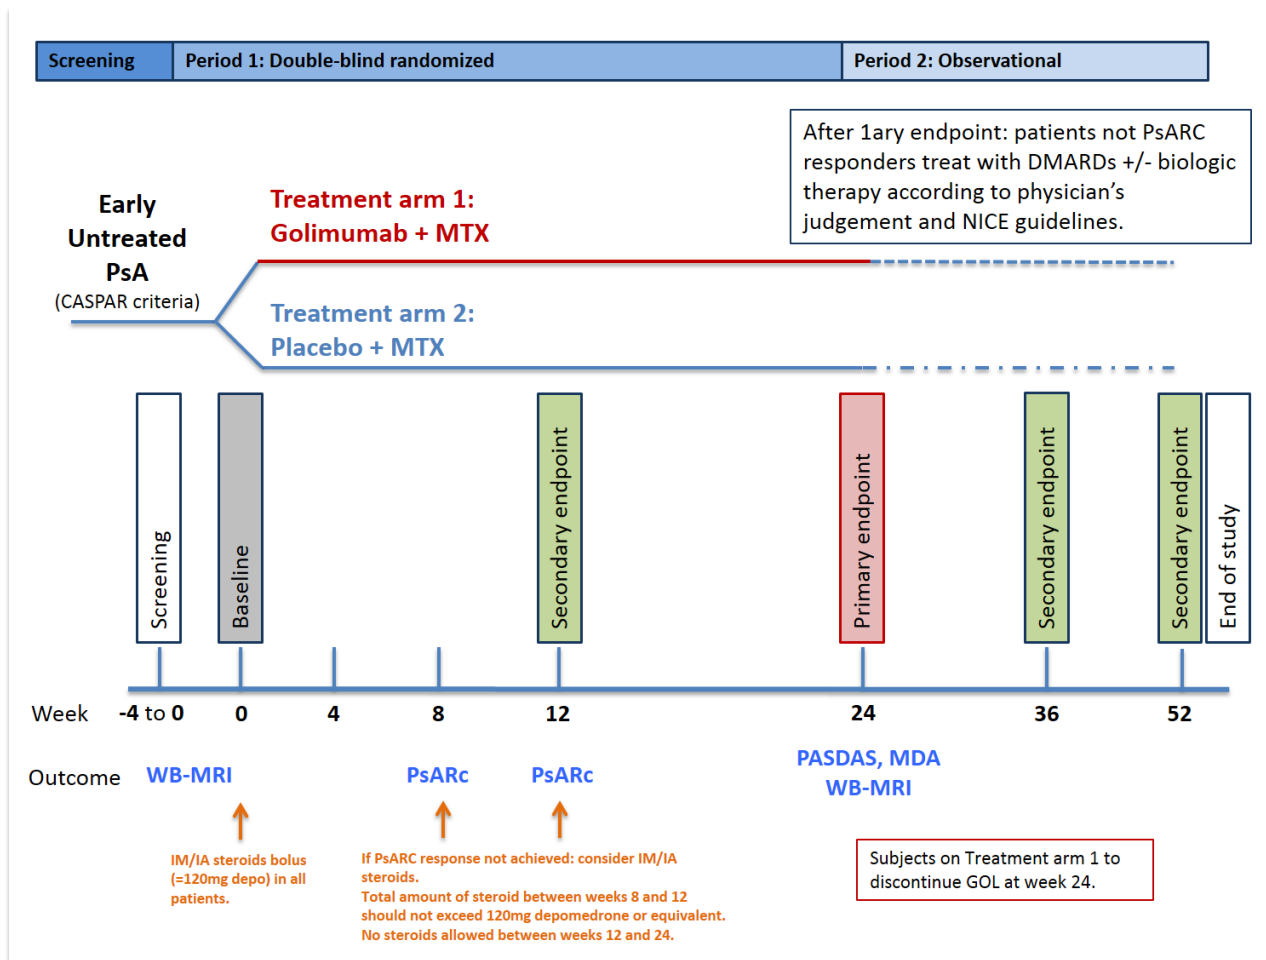 Screening
Period 1: Double-blind randomized
Period 2: Observational
After 1ary endpoint: patients not PsARC
responders treat with DMARDs +/- biologic
therapy according to physician's
judgement and NICE guidelines.
Early
Untreated
PsA
(CASPAR criteria)
Treatment arm 1:
Golimumab + MTX
Treatment arm 2:
Placebo + MTX
Screening
Baseline
Secondary endpoint
Primary endpoint
Secondary endpoint
Secondary endpoint
End of study
Week
-4 to 0
0
4
8
12
24
36
52
Outcome
WB-MRI
PsARc
PsARc
PASDAS, MDA
WB-MRI
IM/IA steroids bolus
(=120mg depo) in all
patients.
If PsARC response not achieved: consider IM/IA
steroids.
Total amount of steroid between weeks 8 and 12
should not exceed 120mg depomedrone or equivalent.
No steroids allowed between weeks 12 and 24.
Subjects on Treatment arm 1 to
discontinue GOL at week 24.